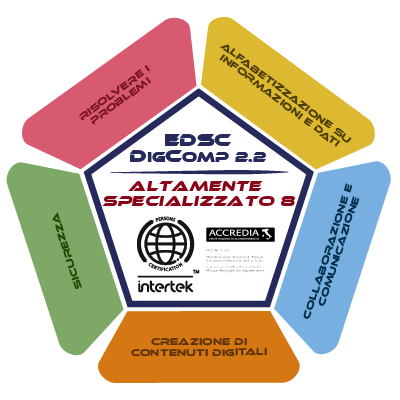 RISOLVERE I
PROBLEMI
ALFABETIZZAZIONE SU
INFORMAZIONI E DATI
EDSC
DIGCOMP 2.2
ALTAMENTE
SPECIALIZZATO 8
PERSONS
CERTIFICATION
TM
intertek
ACCREDIA
SICUREZZA
COLLABORAZIONE E
COMUNICAZIONE
CREAZIONE DI
CONTENUTI DIGITALI